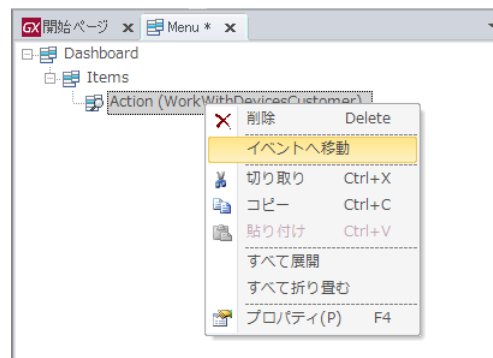 GX 開始ページ x Menu * x
Dashboard
Items
Action (WorkWithDevicesCustomer)
削除 Delete
イベントへ移動
切り取り Ctrl+X
コピー Ctrl+C
貼り付け Ctrl+V
すべて展開
すべて折り畳む
プロパティ(P) F4